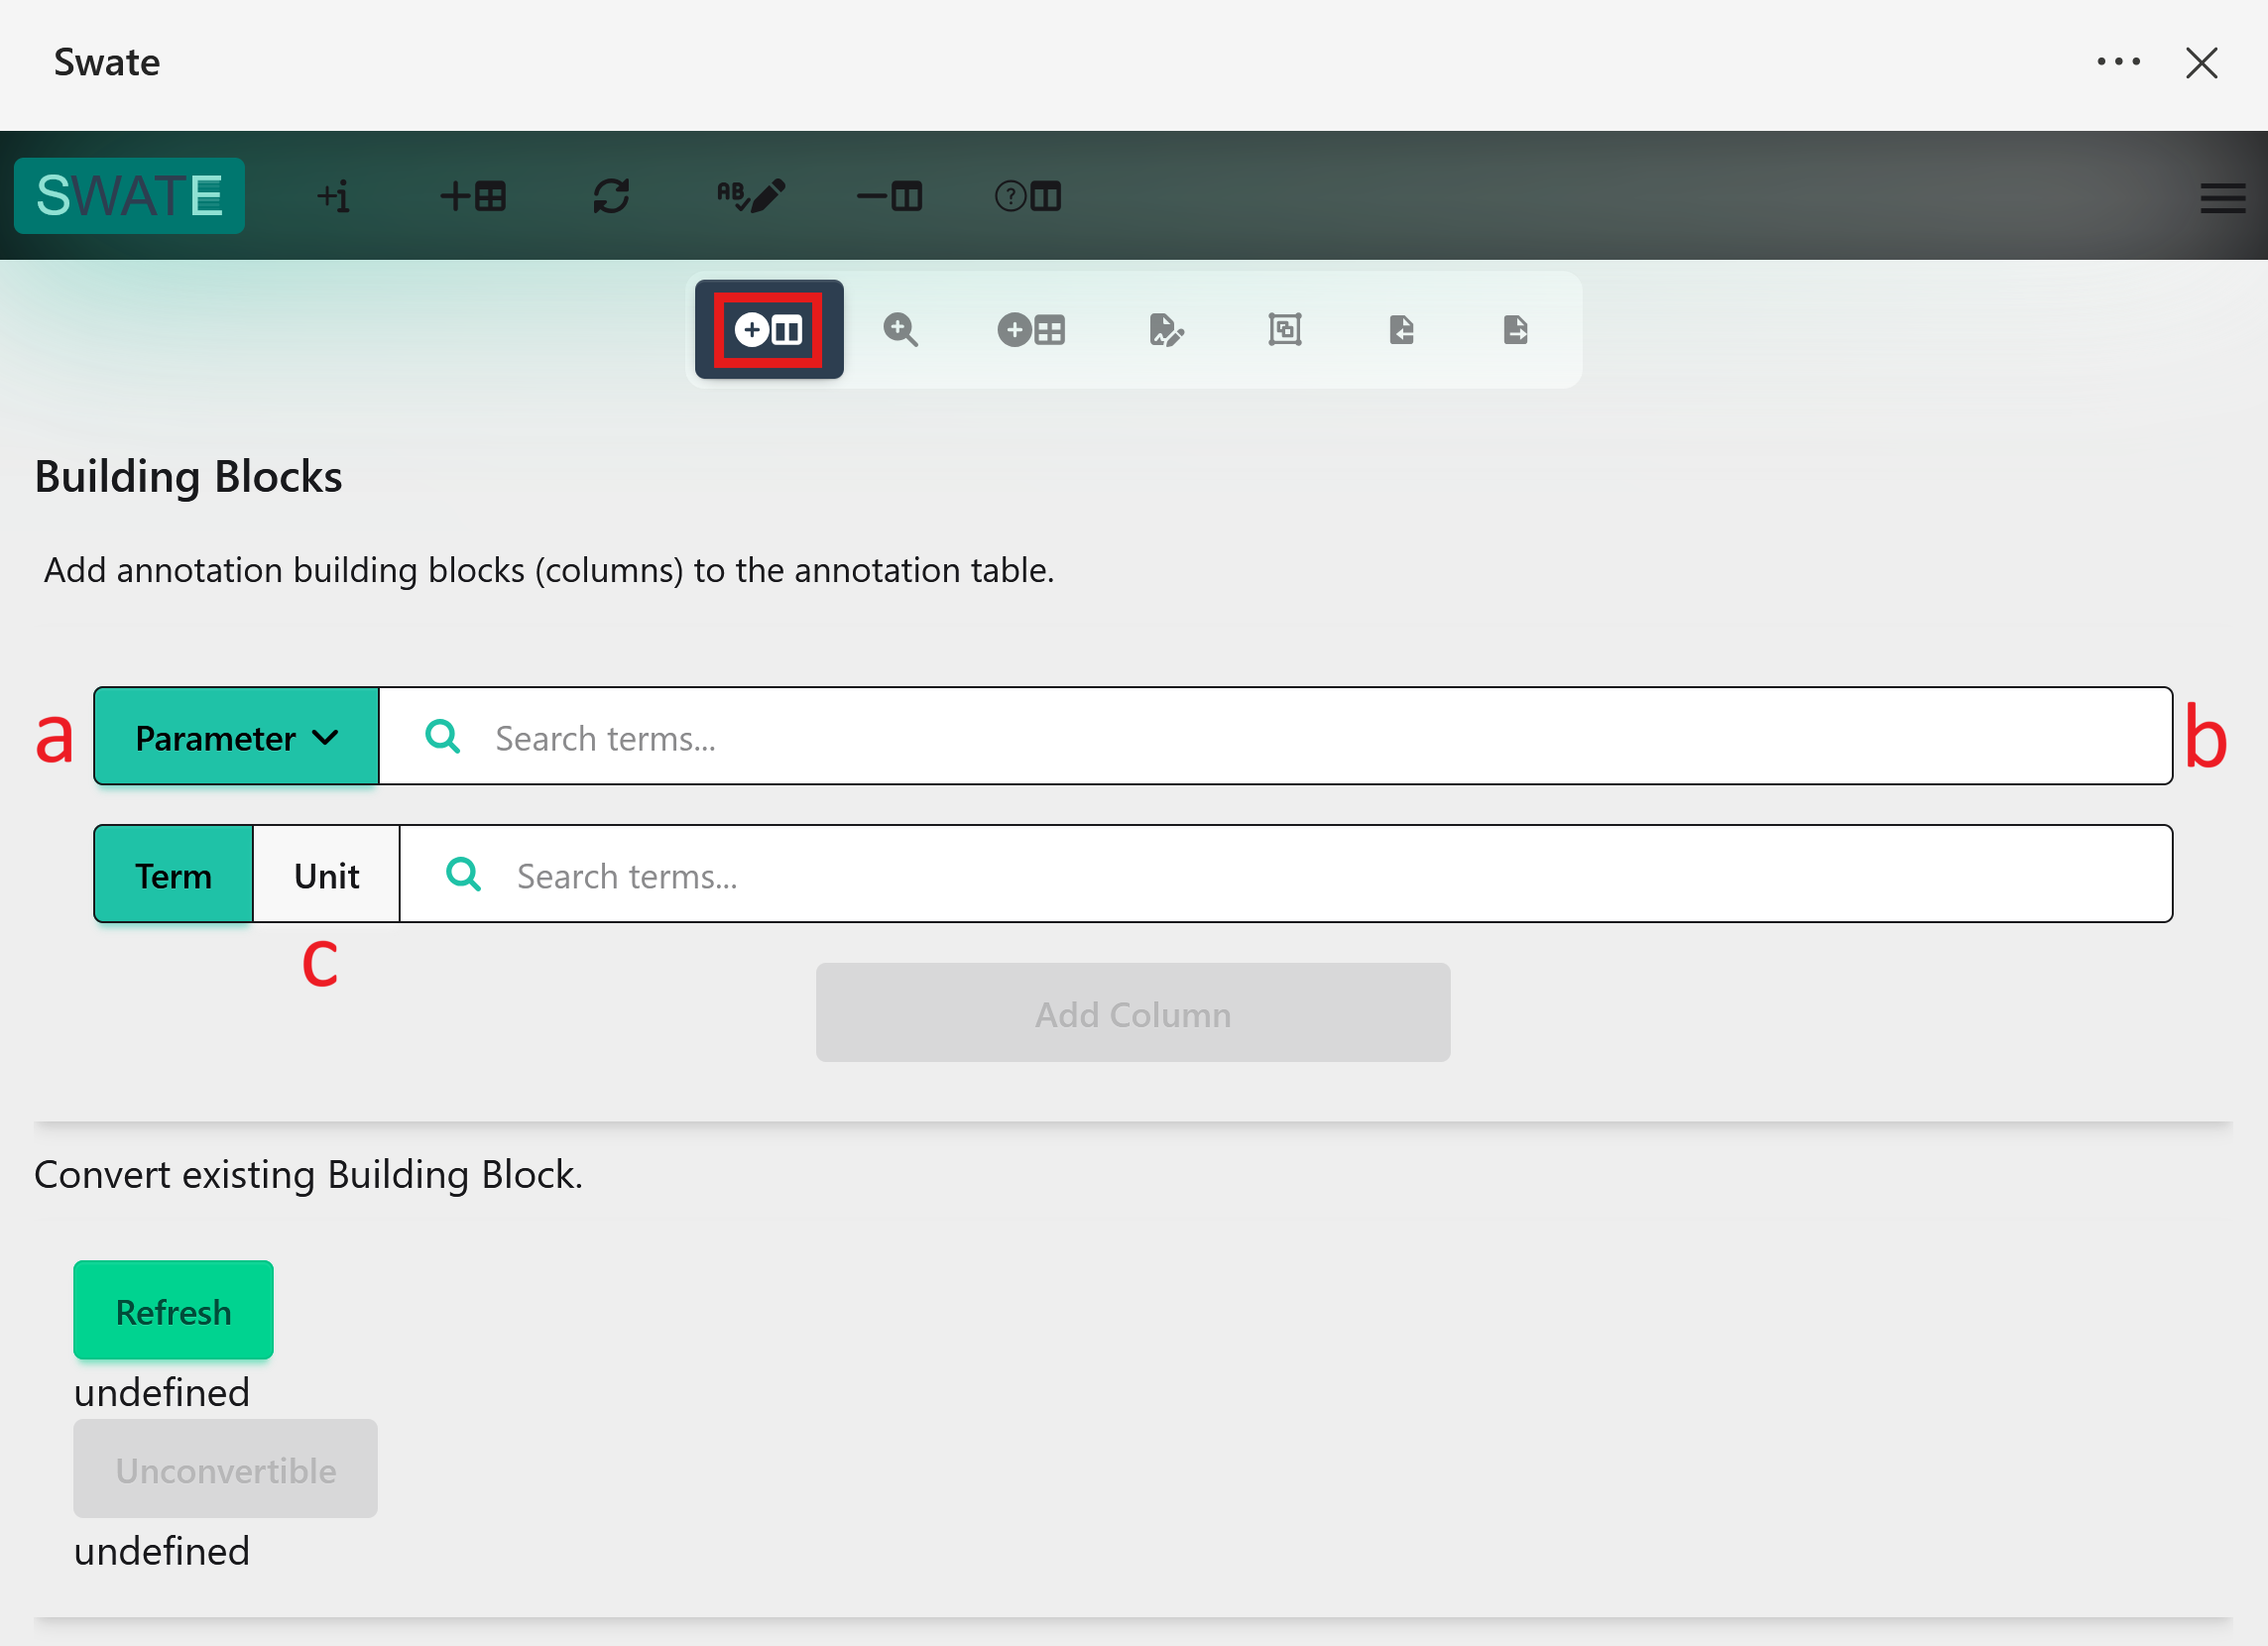 Swate
SWATE
Building Blocks
Add annotation building blocks (columns) to the annotation table.
a Parameter Search terms... b
Term Unit Search terms...
c
Add Column
Convert existing Building Block.
Refresh
undefined
Unconvertible
undefined